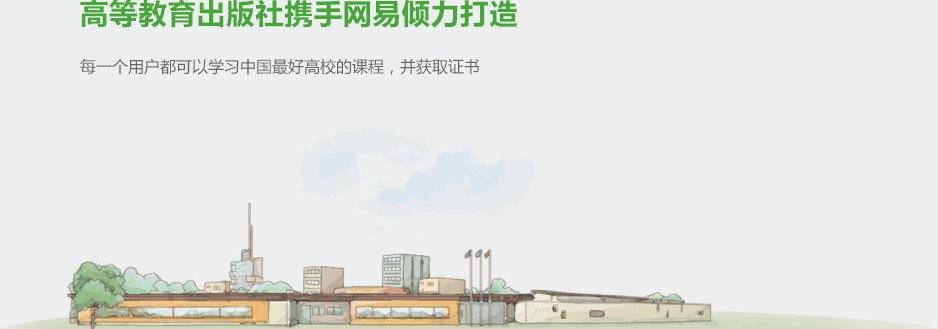 高等教育出版社携手网易倾力打造
每一个用户都可以学习中国最好高校的课程，并获取证书